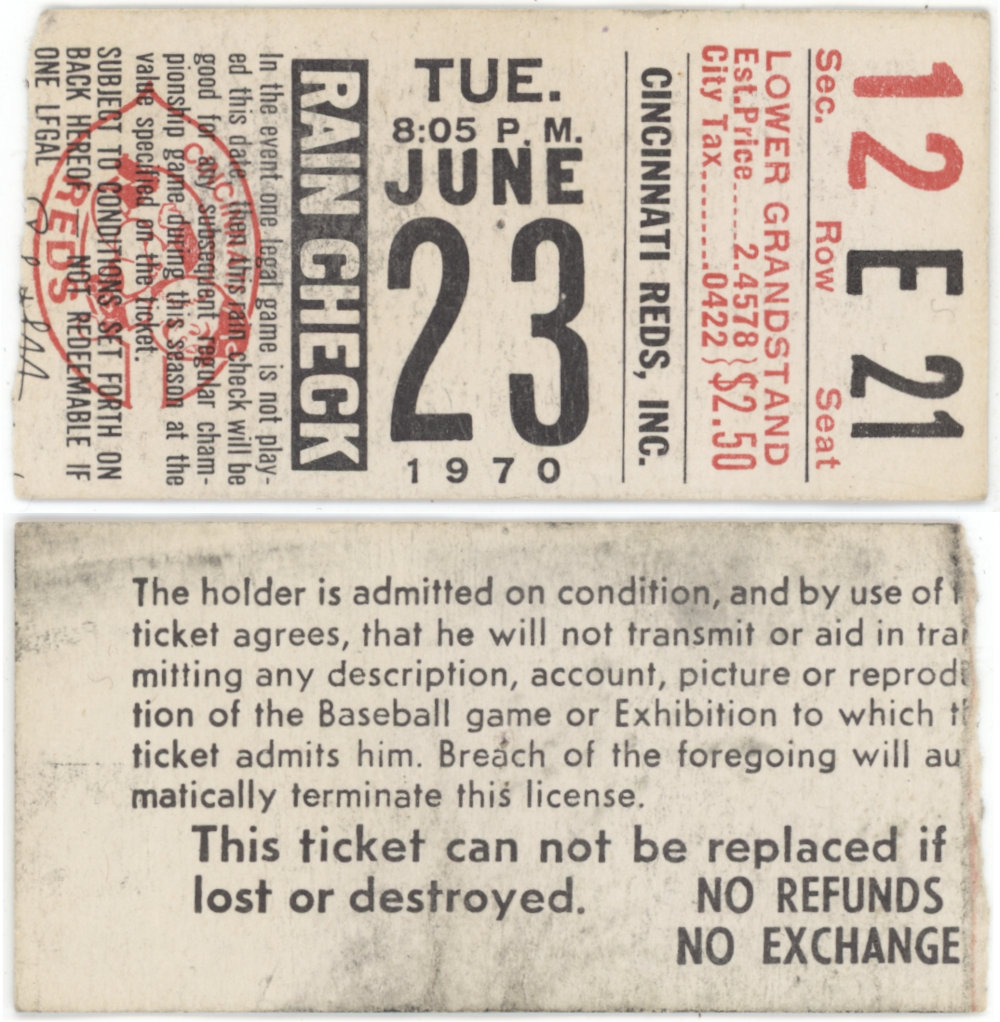 12 E 21
Sec. Row Seat
LOWER GRANDSTAND
Est.Price.....2.4578 } $2.50
City Tax........0422
CINCINNATI REDS, INC.
TUE.
8:05 P. M.
JUNE
23
1970
RAIN CHECK
In the event one legal game is not play-
ed this date, then this rain check will be
good for any subsequent regular cham-
pionship game during this season at the
value specified on the ticket.
SUBJECT TO CONDITIONS SET FORTH ON
BACK HEREOF NOT REDEEMABLE IF
ONE LEGAL
CINCINNATI
REDS
The holder is admitted on condition, and by use of
ticket agrees, that he will not transmit or aid in tra
mitting any description, account, picture or reprod
tion of the Baseball game or Exhibition to which t
ticket admits him. Breach of the foregoing will au
matically terminate this license.
This ticket can not be replaced if
lost or destroyed. NO REFUNDS
NO EXCHANGE